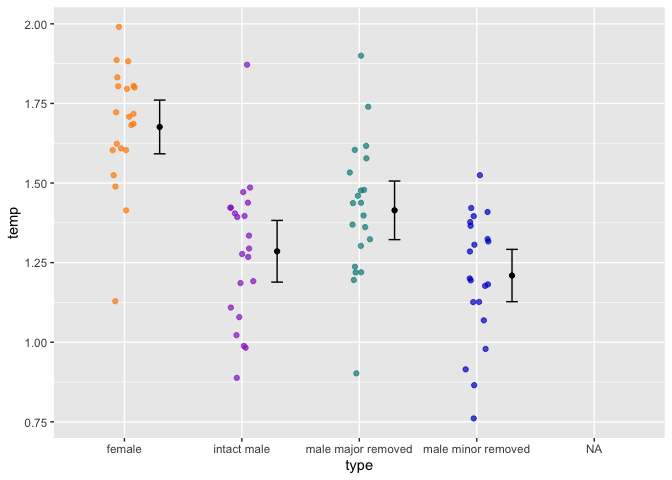 2.00
1.75
1.50
1.25
1.00
0.75
temp
female
intact male
male major removed
male minor removed
NA
type